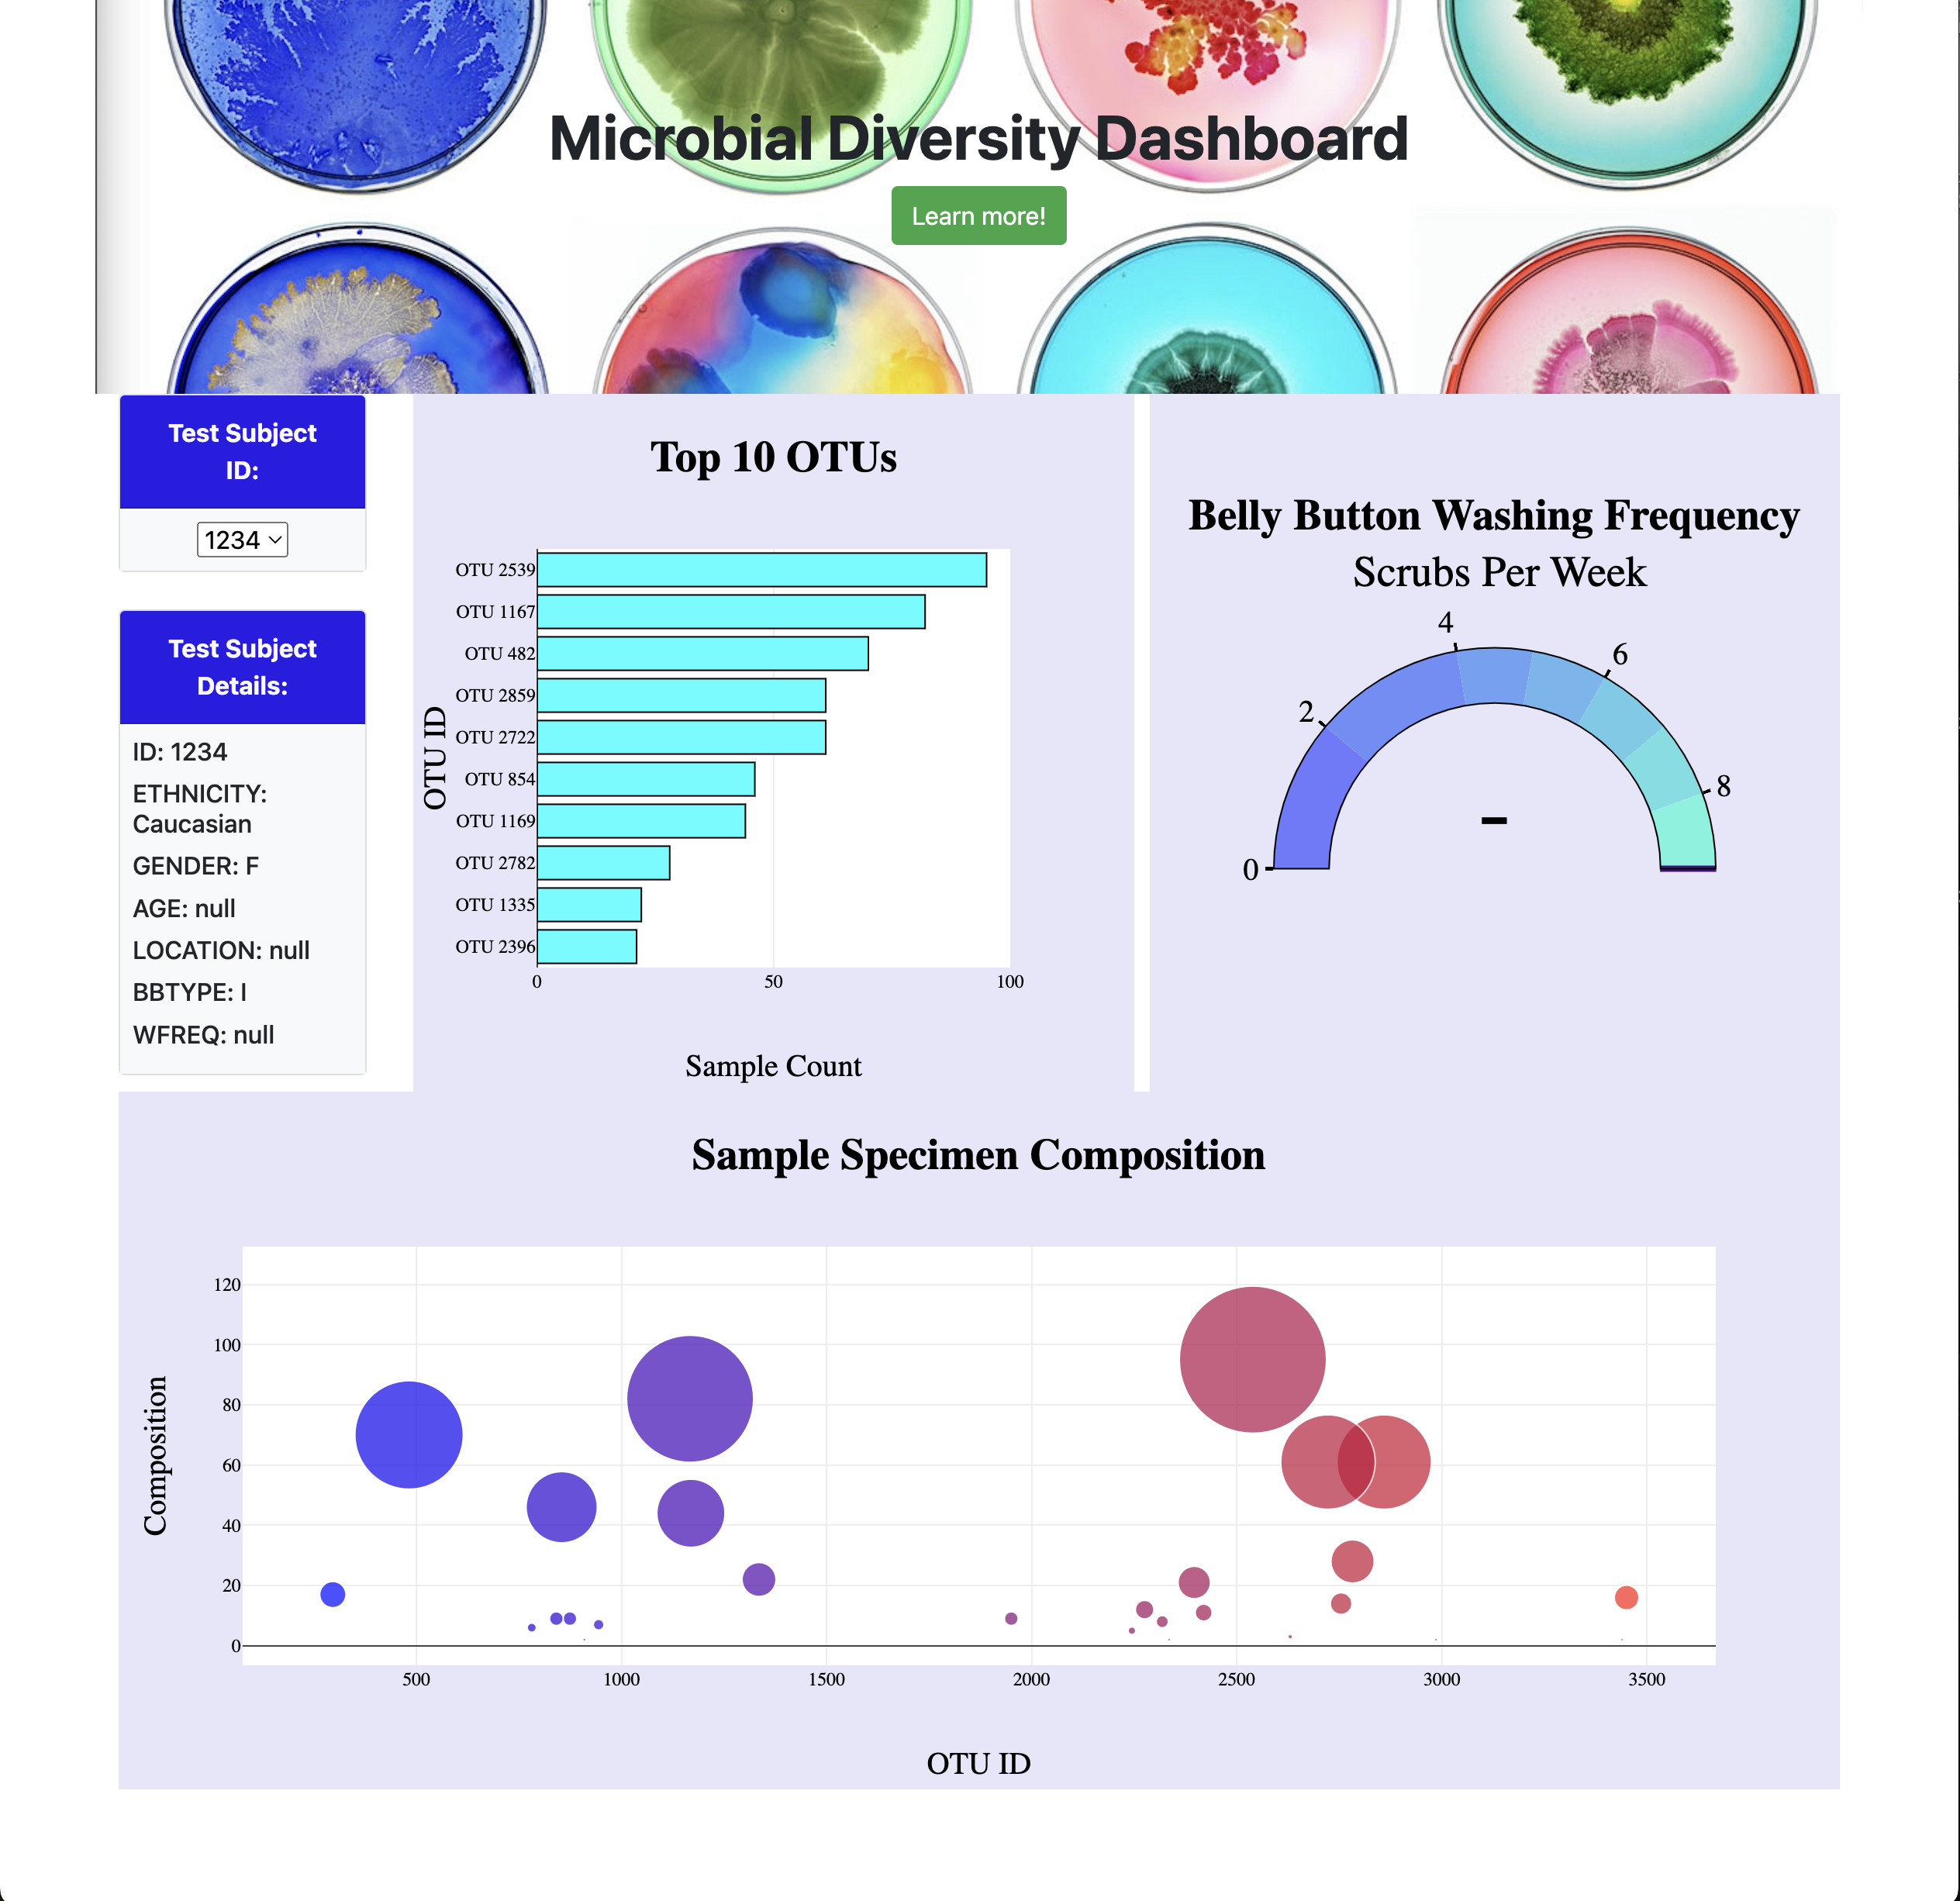 Microbial Diversity Dashboard
Learn more!
Test Subject
ID:
1234
Test Subject
Details:
ID: 1234
ETHNICITY:
Caucasian
GENDER: F
AGE: null
LOCATION: null
BBTYPE: I
WFREQ: null
Top 10 OTUs
OTU ID
OTU 2539
OTU 1167
OTU 482
OTU 2859
OTU 2722
OTU 854
OTU 1169
OTU 2782
OTU 1335
OTU 2396
0 50 100
Sample Count
Belly Button Washing Frequency
Scrubs Per Week
0
2
4
6
8
–
Sample Specimen Composition
Composition
120
100
80
60
40
20
0
500 1000 1500 2000 2500 3000 3500
OTU ID